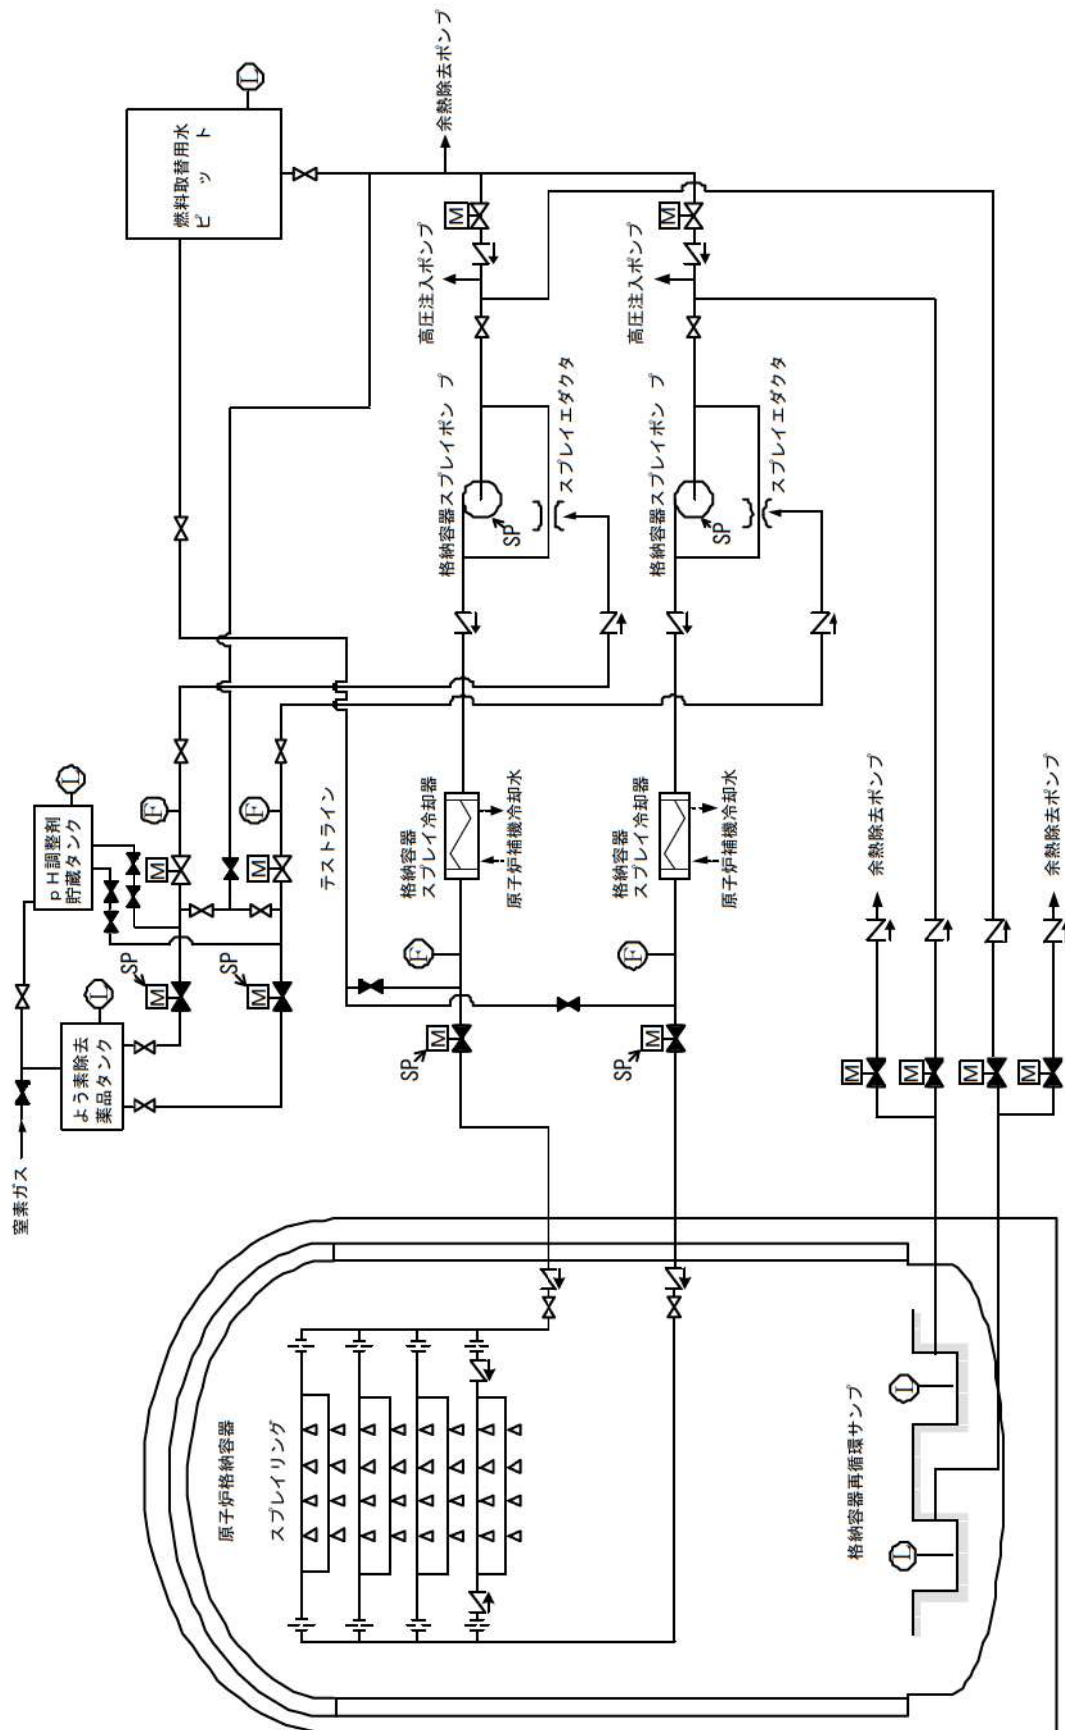 窒素ガス
よう素除去
薬品タンク
L
pH調整剤
貯蔵タンク
L
SP
M
SP
M
M
F
M
F
燃料取替用水
ピット
L
余熱除去ポンプ
テストライン
原子炉格納容器
スプレイリング
SP
M
F
格納容器
スプレイ冷却器
原子炉補機冷却水
格納容器スプレイポンプ
SP
スプレイエダクタ
高圧注入ポンプ
M
SP
M
F
格納容器
スプレイ冷却器
原子炉補機冷却水
格納容器スプレイポンプ
SP
スプレイエダクタ
高圧注入ポンプ
M
格納容器再循環サンプ
L
L
M
余熱除去ポンプ
M
M
M
余熱除去ポンプ